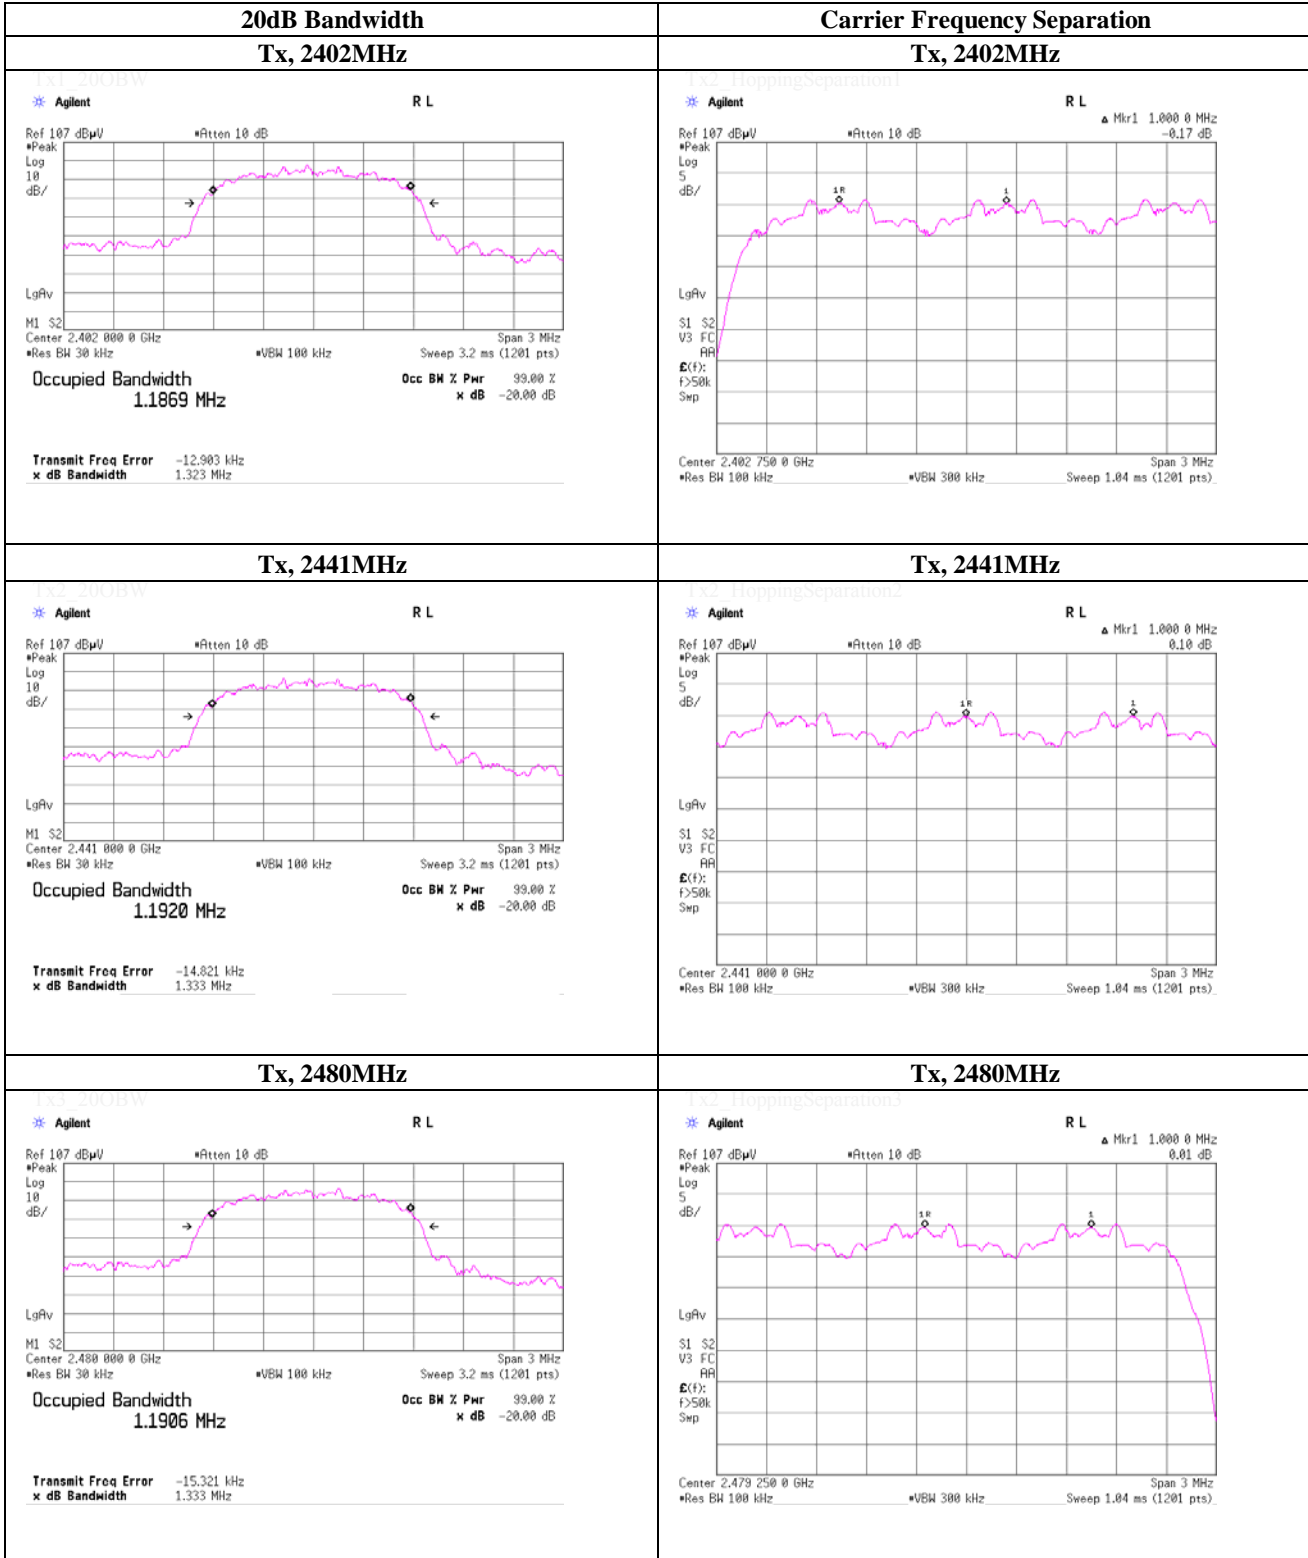 20dB Bandwidth
Carrier Frequency Separation
Tx, 2402MHz
Tx, 2402MHz
Tx1_20OBW
Agilent
R L
Ref 107 dBµV
#Atten 10 dB
#Peak
Log
10
dB/
LgAv
M1 S2
Center 2.402 000 0 GHz
Span 3 MHz
#Res BW 30 kHz
#VBW 100 kHz
Sweep 3.2 ms (1201 pts)
Occupied Bandwidth
1.1869 MHz
Occ BW % Pwr 99.00 %
x dB -20.00 dB
Transmit Freq Error -12.903 kHz
x dB Bandwidth 1.323 MHz
Tx2_HoppingSeparation1
Agilent
R L
Δ Mkr1 1.000 0 MHz
Ref 107 dBµV
#Atten 10 dB
-0.17 dB
#Peak
Log
5
dB/
1R
1
LgAv
S1 S2
V3 FC
AA
£(f):
f>50k
Swp
Center 2.402 750 0 GHz
Span 3 MHz
#Res BW 100 kHz
#VBW 300 kHz
Sweep 1.04 ms (1201 pts)
Tx, 2441MHz
Tx, 2441MHz
Tx2_20OBW
Agilent
R L
Ref 107 dBµV
#Atten 10 dB
#Peak
Log
10
dB/
LgAv
M1 S2
Center 2.441 000 0 GHz
Span 3 MHz
#Res BW 30 kHz
#VBW 100 kHz
Sweep 3.2 ms (1201 pts)
Occupied Bandwidth
1.1920 MHz
Occ BW % Pwr 99.00 %
x dB -20.00 dB
Transmit Freq Error -14.821 kHz
x dB Bandwidth 1.333 MHz
Tx2_HoppingSeparation2
Agilent
R L
Δ Mkr1 1.000 0 MHz
Ref 107 dBµV
#Atten 10 dB
0.10 dB
#Peak
Log
5
dB/
1R
1
LgAv
S1 S2
V3 FC
AA
£(f):
f>50k
Swp
Center 2.441 000 0 GHz
Span 3 MHz
#Res BW 100 kHz
#VBW 300 kHz
Sweep 1.04 ms (1201 pts)
Tx, 2480MHz
Tx, 2480MHz
Tx3_20OBW
Agilent
R L
Ref 107 dBµV
#Atten 10 dB
#Peak
Log
10
dB/
LgAv
M1 S2
Center 2.480 000 0 GHz
Span 3 MHz
#Res BW 30 kHz
#VBW 100 kHz
Sweep 3.2 ms (1201 pts)
Occupied Bandwidth
1.1906 MHz
Occ BW % Pwr 99.00 %
x dB -20.00 dB
Transmit Freq Error -15.321 kHz
x dB Bandwidth 1.333 MHz
Tx2_HoppingSeparation3
Agilent
R L
Δ Mkr1 1.000 0 MHz
Ref 107 dBµV
#Atten 10 dB
0.01 dB
#Peak
Log
5
dB/
1R
1
LgAv
S1 S2
V3 FC
AA
£(f):
f>50k
Swp
Center 2.479 250 0 GHz
Span 3 MHz
#Res BW 100 kHz
#VBW 300 kHz
Sweep 1.04 ms (1201 pts)